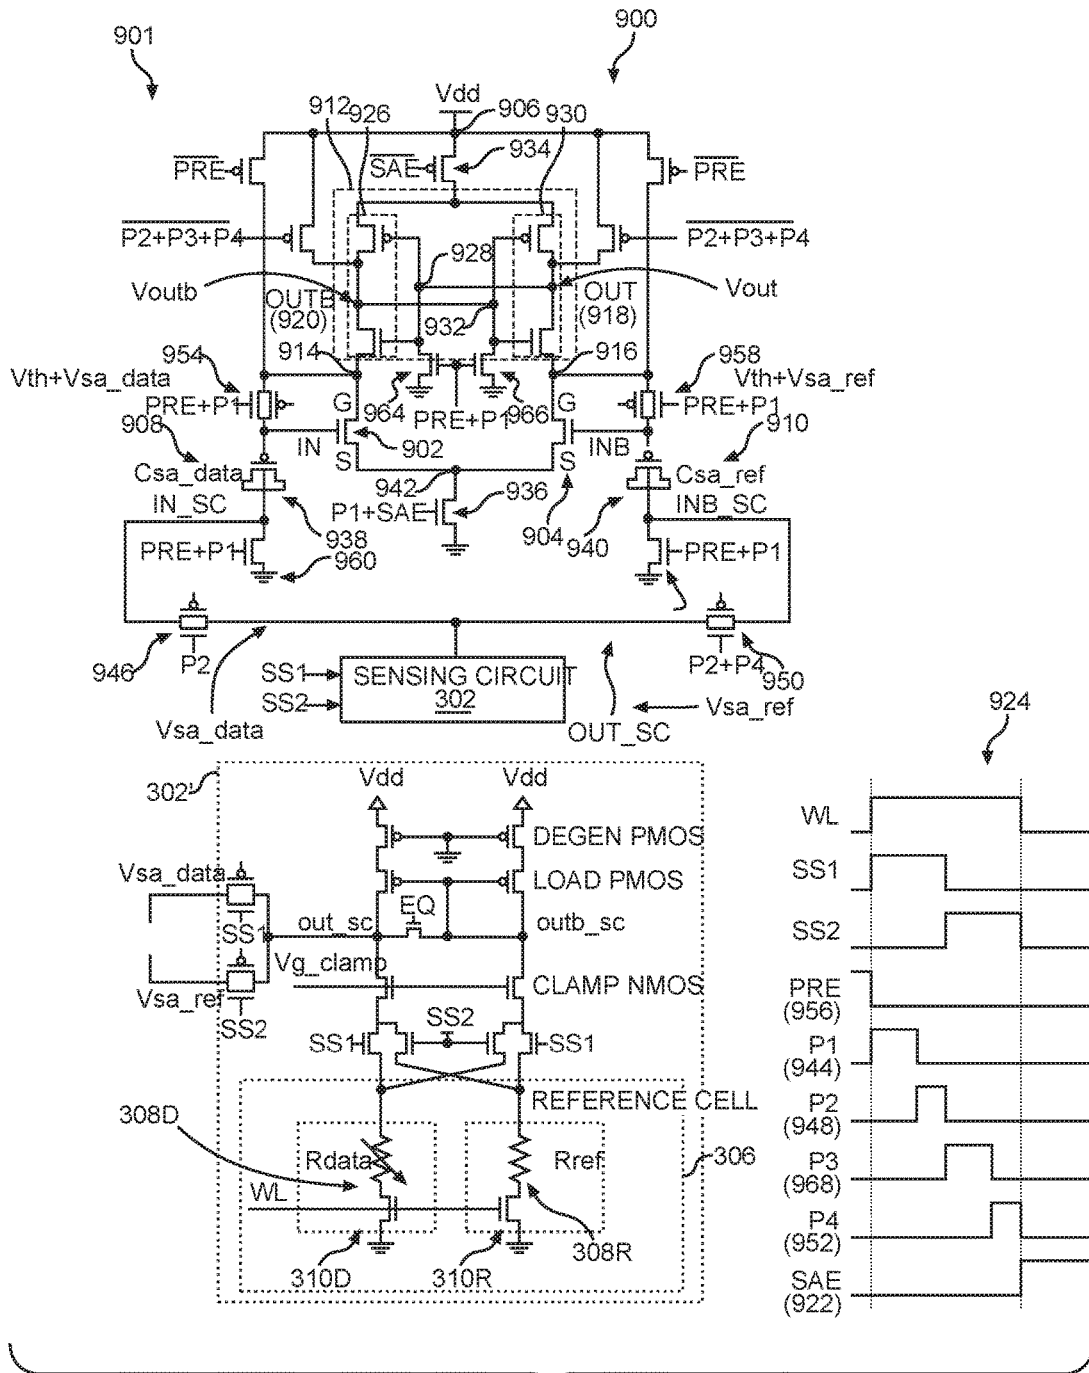 901
900
Vdd
912
926
906
930
PRE
SAE
934
PRE
P2+P3+P4
P2+P3+P4
928
Voutb
OUTB
(920)
932
OUT
(918)
Vout
954
914
916
958
Vth+Vsa_data
Vth+Vsa_ref
PRE+P1
964
PRE+P1
966
PRE+P1
908
G
G
910
IN
902
INB
Csa_data
S
S
Csa_ref
IN_SC
942
936
INB_SC
P1+SAE
904
940
938
PRE+P1
960
PRE+P1
946
P2
P2+P4
950
SS1
SENSING CIRCUIT
SS2
302
Vsa_data
Vsa_ref
OUT_SC
924
302'
Vdd
Vdd
WL
DEGEN PMOS
Vsa_data
LOAD PMOS
SS1
SS1
EQ
out_sc
outb_sc
SS2
Vg_clamp
CLAMP NMOS
Vsa_ref
SS2
PRE
(956)
SS1
SS2
SS1
P1
(944)
REFERENCE CELL
P2
(948)
308D
Rdata
Rref
306
P3
(968)
WL
308R
P4
(952)
310D
310R
SAE
(922)